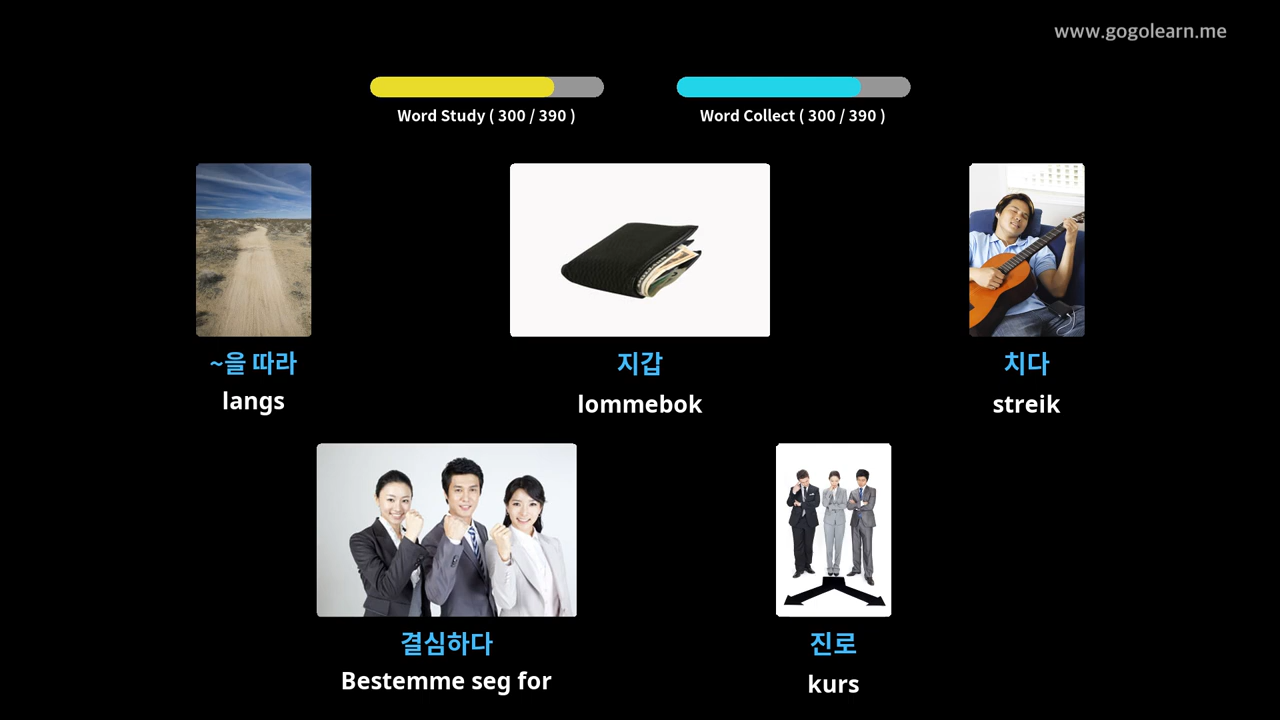 www.gogolearn.me
Word Study ( 300 / 390 )
Word Collect ( 300 / 390 )
~을 따라
langs
지갑
lommebok
치다
streik
결심하다
Bestemme seg for
진로
kurs